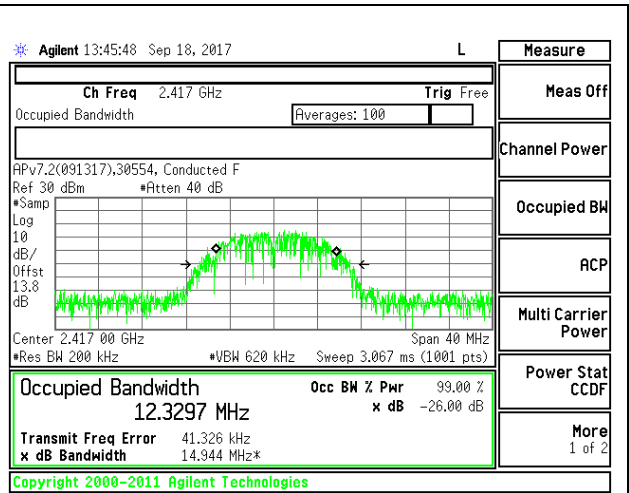 Agilent 13:45:48 Sep 18, 2017 L
Measure
Ch Freq 2.417 GHz Trig Free
Occupied Bandwidth Averages: 100
APv7.2(091317),30554, Conducted F
Ref 30 dBm #Atten 40 dB
#Samp
Log
10
dB/
Offst
13.8
dB
Center 2.417 00 GHz Span 40 MHz
#Res BW 200 kHz #VBW 620 kHz Sweep 3.067 ms (1001 pts)
Occupied Bandwidth Occ BW % Pwr 99.00 %
12.3297 MHz x dB -26.00 dB
Transmit Freq Error 41.326 kHz
x dB Bandwidth 14.944 MHz*
Copyright 2000-2011 Agilent Technologies
Meas Off
Channel Power
Occupied BW
ACP
Multi Carrier
Power
Power Stat
CCDF
More
1 of 2